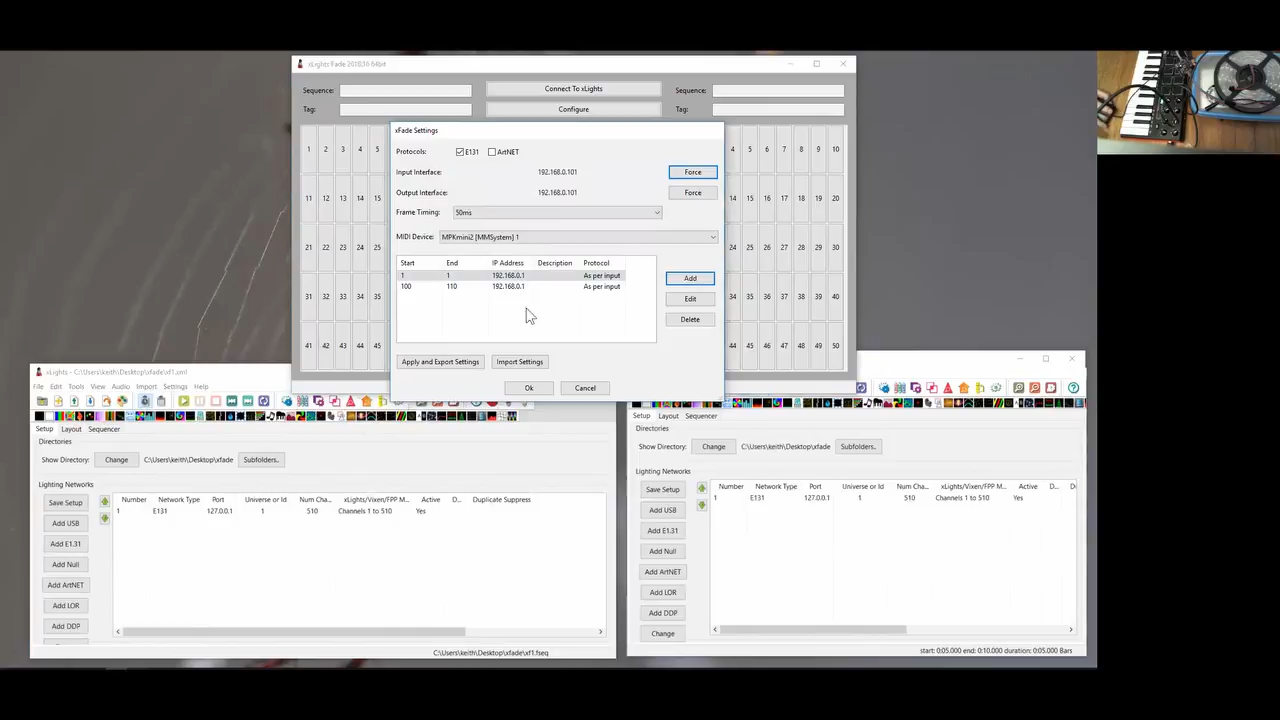 xLights Fade 2018.16 64bit
Sequence:
Connect To xLights
Sequence:
Tag:
Configure
Tag:
xFade Settings
Protocols: E131 ArtNET
Input Interface: 192.168.0.101 Force
Output Interface: 192.168.0.101 Force
Frame Timing: 50ms
MIDI Device: MPKmini2 [MMSystem] 1
Start End IP Address Description Protocol
1 1 192.168.0.1 As per input
100 110 192.168.0.1 As per input
Add
Edit
Delete
Apply and Export Settings Import Settings
Ok Cancel
1 2 3 4 5
11 12 13 14 15
21 22 23 24 25
31 32 33 34 35
41 42 43 44 45
4 5 6 7 8 9 10
14 15 16 17 18 19 20
24 25 26 27 28 29 30
34 35 36 37 38 39 40
44 45 46 47 48 49 50
xLights - C:\Users\keith\Desktop\xfade\xf1.xml
File Edit Tools View Audio Import Settings Help
Setup Layout Sequencer
Directories
Show Directory: Change C:\Users\keith\Desktop\xfade Subfolders..
Lighting Networks
Save Setup
Add USB
Add E1.31
Add Null
Add ArtNET
Add LOR
Add DDP
Number Network Type Port Universe or Id Num Cha... xLights/Vixen/FPP M... Active D... Duplicate Suppress
1 E131 127.0.0.1 1 510 Channels 1 to 510 Yes
C:\Users\keith\Desktop\xfade\xf1.fseq
Setup Layout Sequencer
Directories
Show Directory: Change C:\Users\keith\Desktop\xfade Subfolders..
Lighting Networks
Save Setup
Add USB
Add E1.31
Add Null
Add ArtNET
Add LOR
Add DDP
Change
Number Network Type Port Universe or Id Num Cha... xLights/Vixen/FPP M... Active D... Du
1 E131 127.0.0.1 1 510 Channels 1 to 510 Yes
start: 0:05.000 end: 0:10.000 duration: 0:05.000 Bars